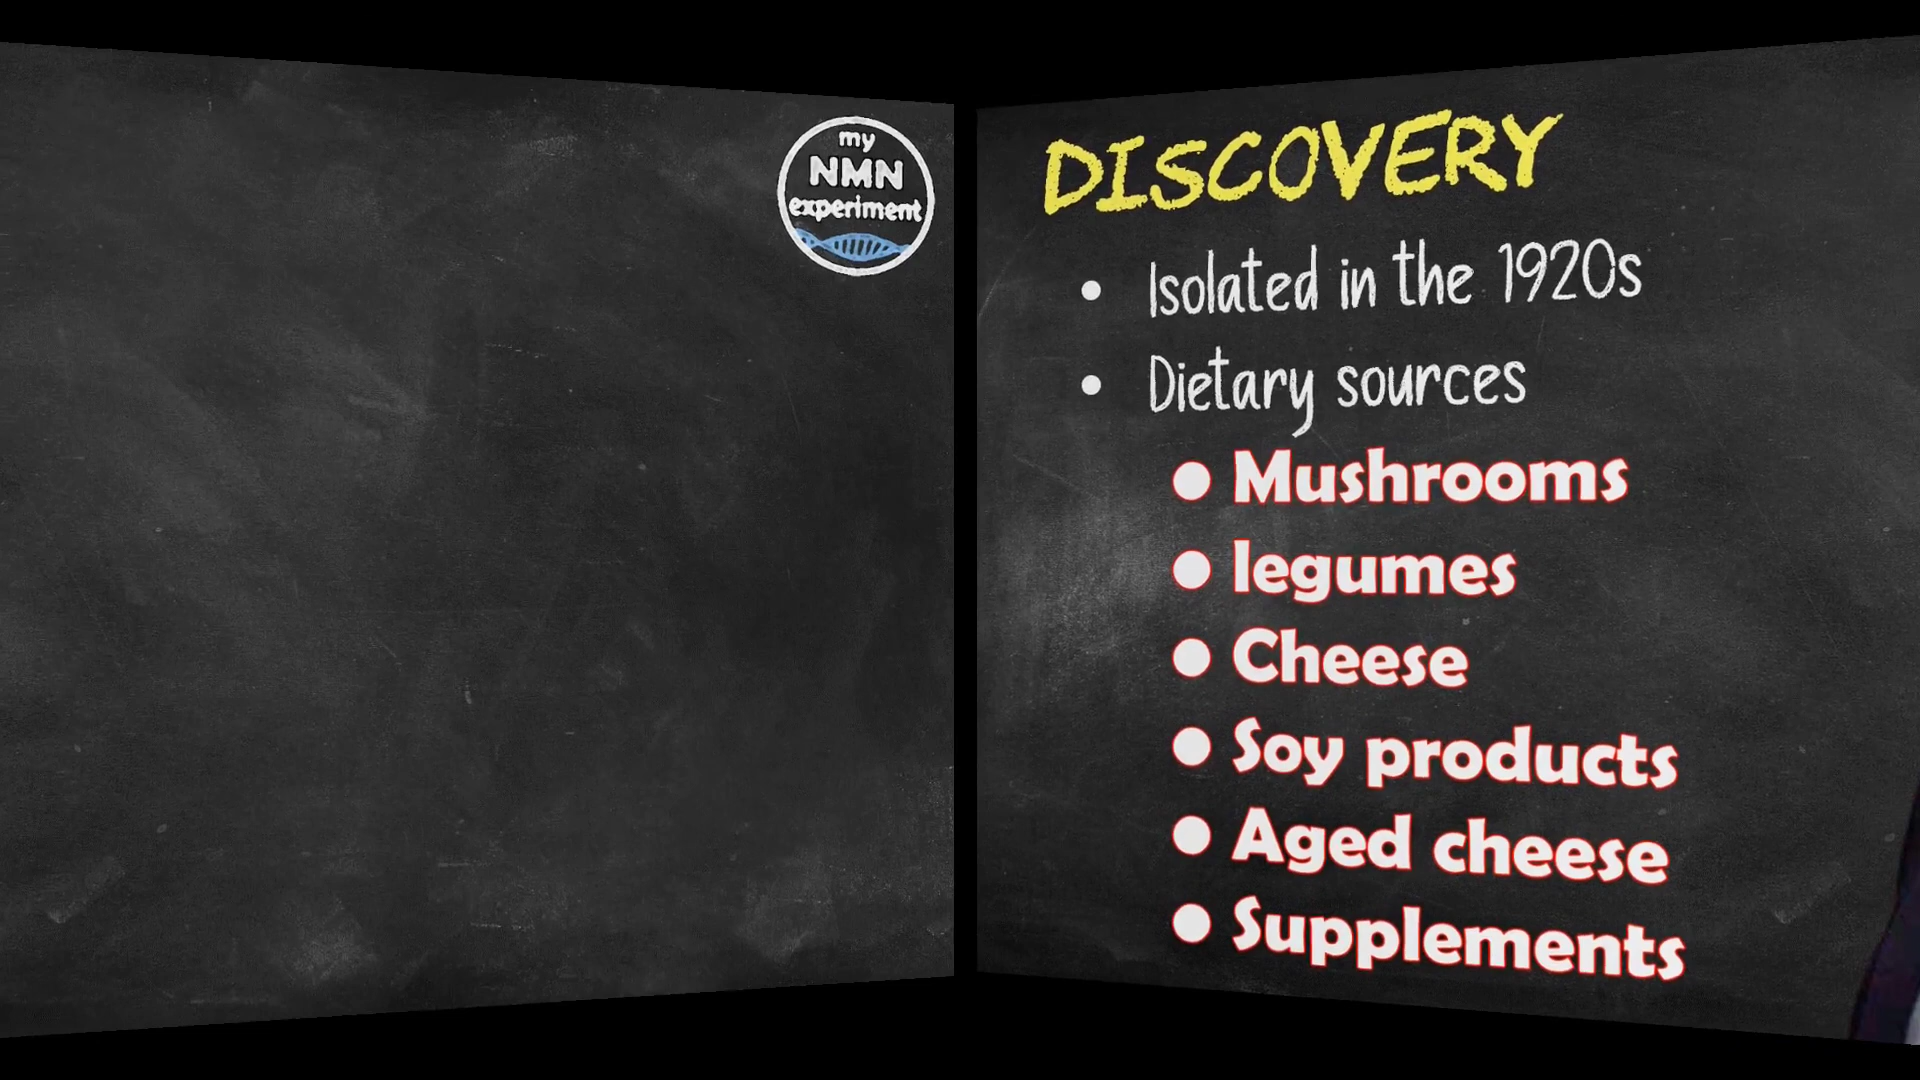 my
NMN
experiment
DISCOVERY
• Isolated in the 1920s
• Dietary sources
• Mushrooms
• legumes
• Cheese
• Soy products
• Aged cheese
• Supplements